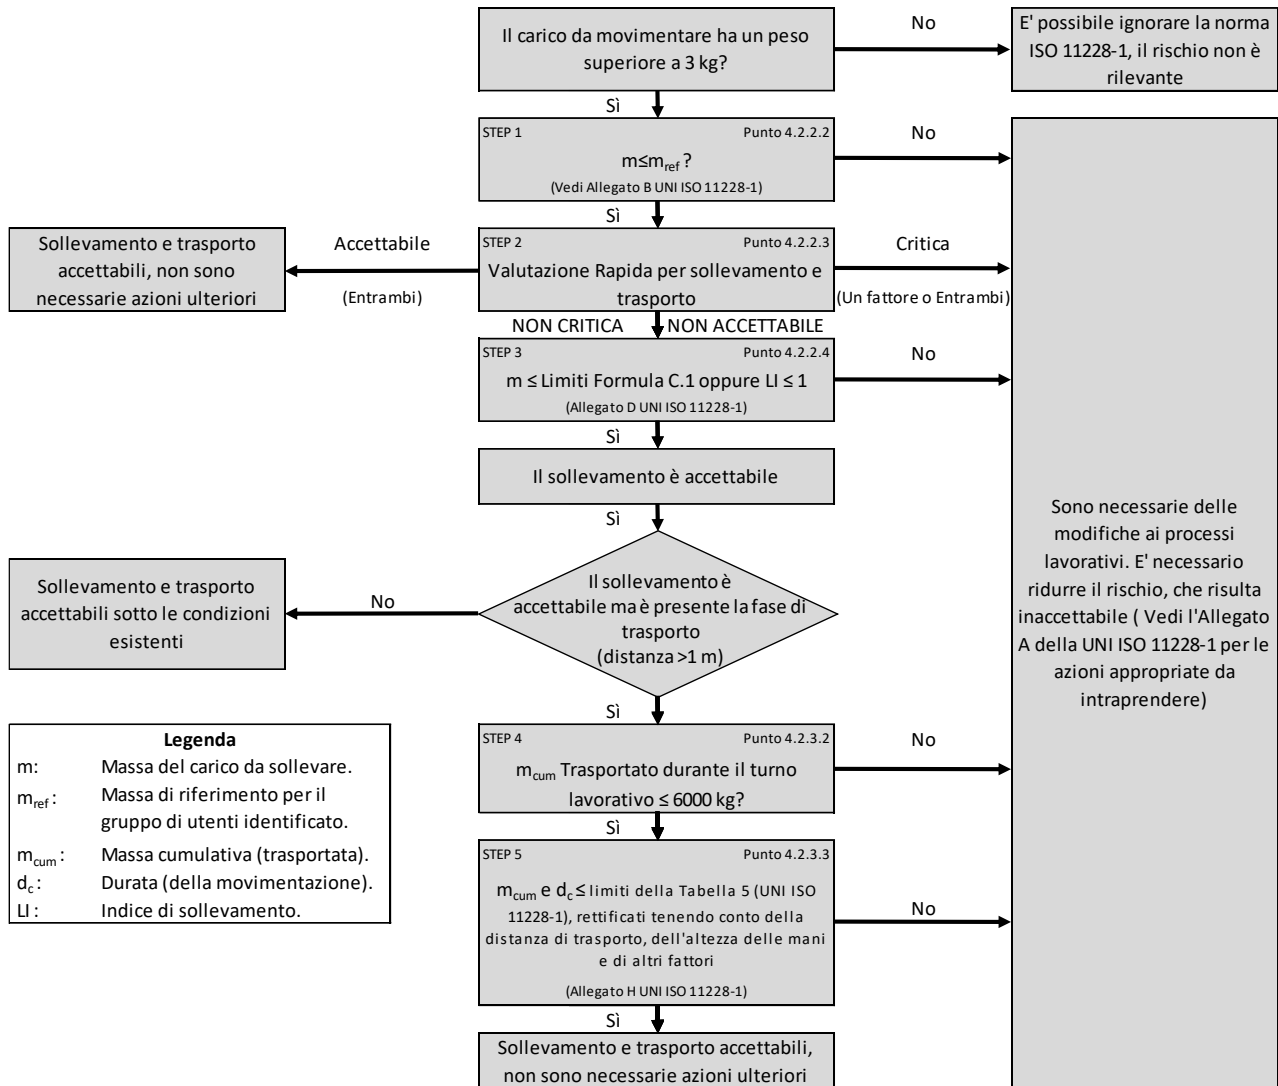 Il carico da movimentare ha un peso
superiore a 3 kg?
No
E' possibile ignorare la norma
ISO 11228-1, il rischio non è
rilevante
Sì
STEP 1 Punto 4.2.2.2
m≤mref ?
(Vedi Allegato B UNI ISO 11228-1)
No
Sì
Sollevamento e trasporto
accettabili, non sono
necessarie azioni ulteriori
Accettabile
(Entrambi)
STEP 2 Punto 4.2.2.3
Valutazione Rapida per sollevamento e
trasporto
Critica
(Un fattore o Entrambi)
NON CRITICA NON ACCETTABILE
STEP 3 Punto 4.2.2.4
m ≤ Limiti Formula C.1 oppure LI ≤ 1
(Allegato D UNI ISO 11228-1)
No
Sì
Il sollevamento è accettabile
Sì
Sono necessarie delle
modifiche ai processi
lavorativi. E' necessario
ridurre il rischio, che risulta
inaccettabile ( Vedi l'Allegato
A della UNI ISO 11228-1 per le
azioni appropriate da
intraprendere)
Sollevamento e trasporto
accettabili sotto le condizioni
esistenti
No
Il sollevamento è
accettabile ma è presente la fase di
trasporto
(distanza >1 m)
Sì
STEP 4 Punto 4.2.3.2
mcum Trasportato durante il turno
lavorativo ≤ 6000 kg?
No
Sì
Legenda
m: Massa del carico da sollevare.
mref : Massa di riferimento per il
gruppo di utenti identificato.
mcum : Massa cumulativa (trasportata).
dc : Durata (della movimentazione).
LI : Indice di sollevamento.
STEP 5 Punto 4.2.3.3
mcum e dc ≤ limiti della Tabella 5 (UNI ISO
11228-1), rettificati tenendo conto della
distanza di trasporto, dell'altezza delle mani
e di altri fattori
(Allegato H UNI ISO 11228-1)
No
Sì
Sollevamento e trasporto accettabili,
non sono necessarie azioni ulteriori